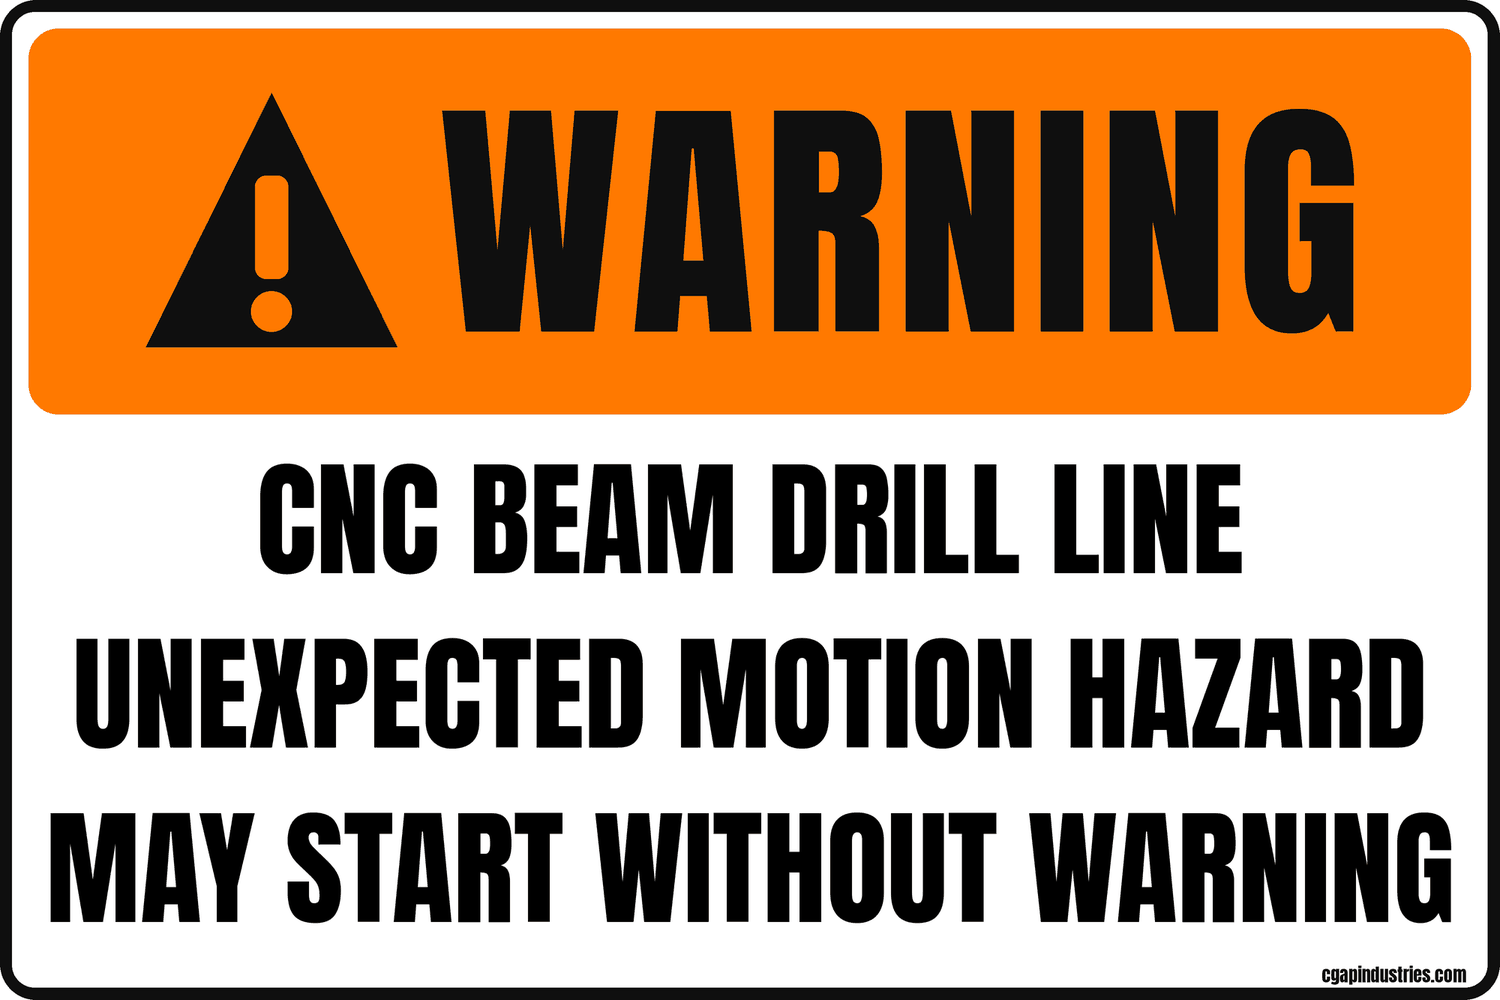 WARNING
CNC BEAM DRILL LINE
UNEXPECTED MOTION HAZARD
MAY START WITHOUT WARNING
cgapindustries.com